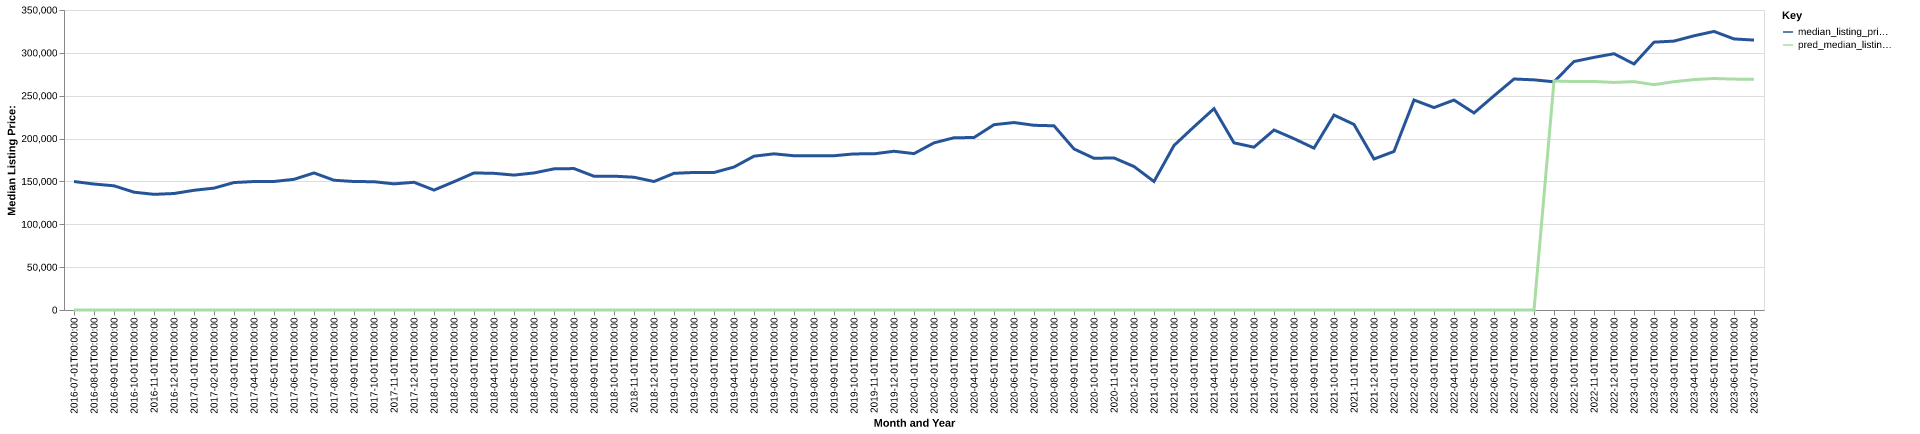 350,000
300,000
250,000
200,000
150,000
100,000
50,000
0
Median Listing Price:
2016-07-01T00:00:00
2016-08-01T00:00:00
2016-09-01T00:00:00
2016-10-01T00:00:00
2016-11-01T00:00:00
2016-12-01T00:00:00
2017-01-01T00:00:00
2017-02-01T00:00:00
2017-03-01T00:00:00
2017-04-01T00:00:00
2017-05-01T00:00:00
2017-06-01T00:00:00
2017-07-01T00:00:00
2017-08-01T00:00:00
2017-09-01T00:00:00
2017-10-01T00:00:00
2017-11-01T00:00:00
2017-12-01T00:00:00
2018-01-01T00:00:00
2018-02-01T00:00:00
2018-03-01T00:00:00
2018-04-01T00:00:00
2018-05-01T00:00:00
2018-06-01T00:00:00
2018-07-01T00:00:00
2018-08-01T00:00:00
2018-09-01T00:00:00
2018-10-01T00:00:00
2018-11-01T00:00:00
2018-12-01T00:00:00
2019-01-01T00:00:00
2019-02-01T00:00:00
2019-03-01T00:00:00
2019-04-01T00:00:00
2019-05-01T00:00:00
2019-06-01T00:00:00
2019-07-01T00:00:00
2019-08-01T00:00:00
2019-09-01T00:00:00
2019-10-01T00:00:00
2019-11-01T00:00:00
2019-12-01T00:00:00
2020-01-01T00:00:00
2020-02-01T00:00:00
2020-03-01T00:00:00
2020-04-01T00:00:00
2020-05-01T00:00:00
2020-06-01T00:00:00
2020-07-01T00:00:00
2020-08-01T00:00:00
2020-09-01T00:00:00
2020-10-01T00:00:00
2020-11-01T00:00:00
2020-12-01T00:00:00
2021-01-01T00:00:00
2021-02-01T00:00:00
2021-03-01T00:00:00
2021-04-01T00:00:00
2021-05-01T00:00:00
2021-06-01T00:00:00
2021-07-01T00:00:00
2021-08-01T00:00:00
2021-09-01T00:00:00
2021-10-01T00:00:00
2021-11-01T00:00:00
2021-12-01T00:00:00
2022-01-01T00:00:00
2022-02-01T00:00:00
2022-03-01T00:00:00
2022-04-01T00:00:00
2022-05-01T00:00:00
2022-06-01T00:00:00
2022-07-01T00:00:00
2022-08-01T00:00:00
2022-09-01T00:00:00
2022-10-01T00:00:00
2022-11-01T00:00:00
2022-12-01T00:00:00
2023-01-01T00:00:00
2023-02-01T00:00:00
2023-03-01T00:00:00
2023-04-01T00:00:00
2023-05-01T00:00:00
2023-06-01T00:00:00
2023-07-01T00:00:00
Month and Year
Key
median_listing_pri…
pred_median_listin…